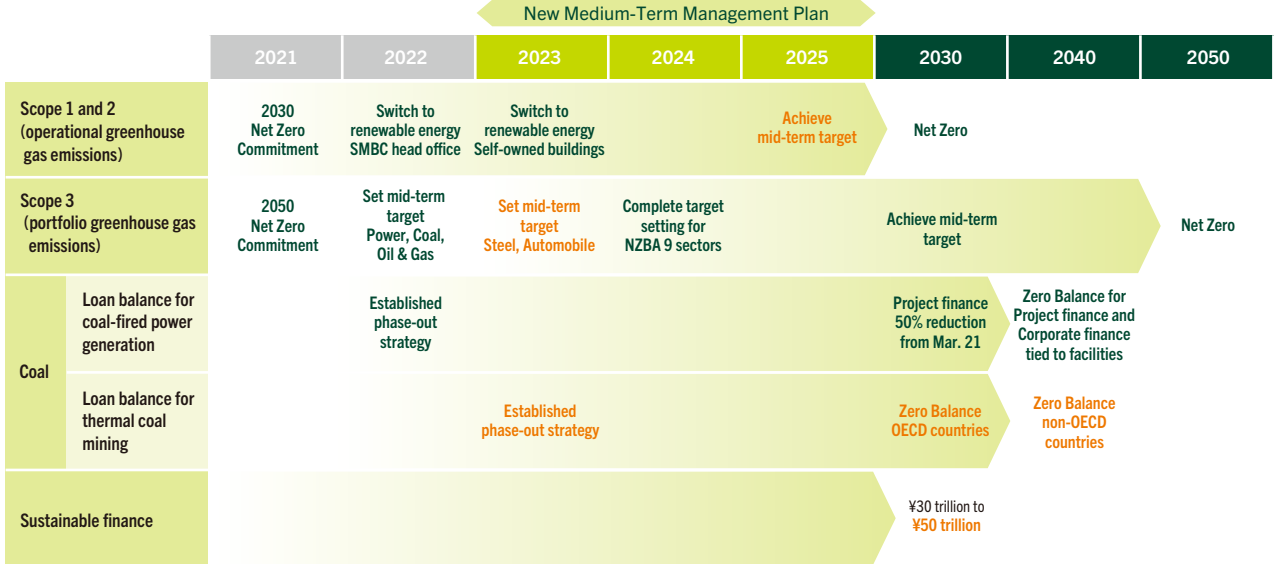 New Medium-Term Management Plan
2021 2022 2023 2024 2025 2030 2040 2050
Scope 1 and 2
(operational greenhouse
gas emissions)
2030
Net Zero
Commitment
Switch to
renewable energy
SMBC head office
Switch to
renewable energy
Self-owned buildings
Achieve
mid-term target
Net Zero
Scope 3
(portfolio greenhouse gas
emissions)
2050
Net Zero
Commitment
Set mid-term
target
Power, Coal,
Oil & Gas
Set mid-term
target
Steel, Automobile
Complete target
setting for
NZBA 9 sectors
Achieve mid-term
target
Net Zero
Coal
Loan balance for
coal-fired power
generation
Established
phase-out
strategy
Project finance
50% reduction
from Mar. 21
Zero Balance for
Project finance and
Corporate finance
tied to facilities
Loan balance for
thermal coal
mining
Established
phase-out strategy
Zero Balance
OECD countries
Zero Balance
non-OECD
countries
Sustainable finance
¥30 trillion to
¥50 trillion